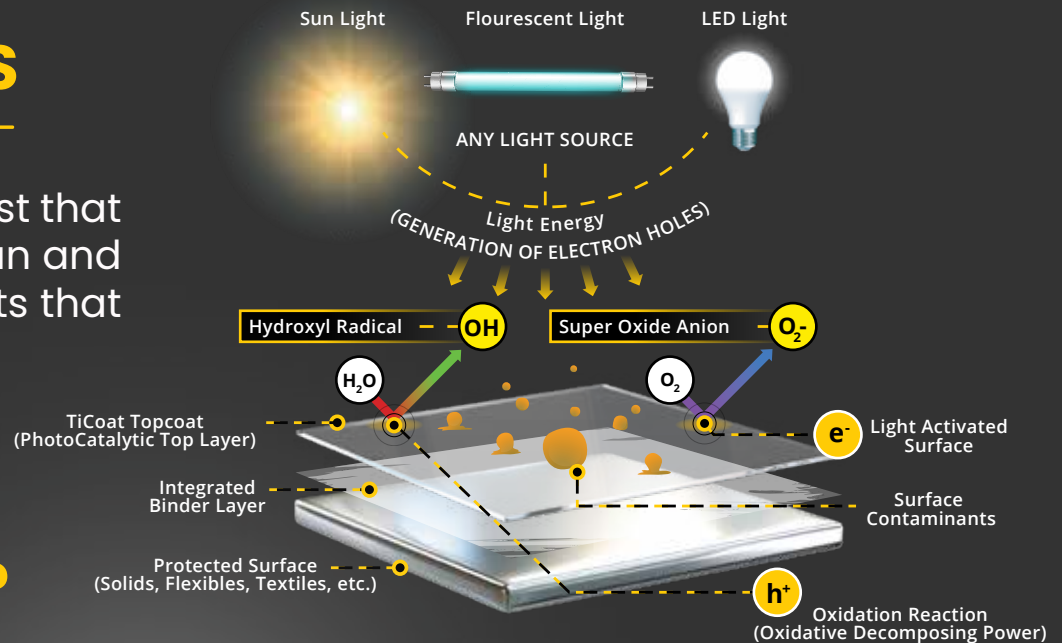 Sun Light
Flourescent Light
LED Light
s
ANY LIGHT SOURCE
st that
Light Energy
(GENERATION OF ELECTRON HOLES)
n and
ts that
Hydroxyl Radical
OH
Super Oxide Anion
O2-
H2O
O2
TiCoat Topcoat
(PhotoCatalytic Top Layer)
e-
Light Activated
Surface
Integrated
Binder Layer
Surface
Contaminants
Protected Surface
(Solids, Flexibles, Textiles, etc.)
h+
Oxidation Reaction
(Oxidative Decomposing Power)